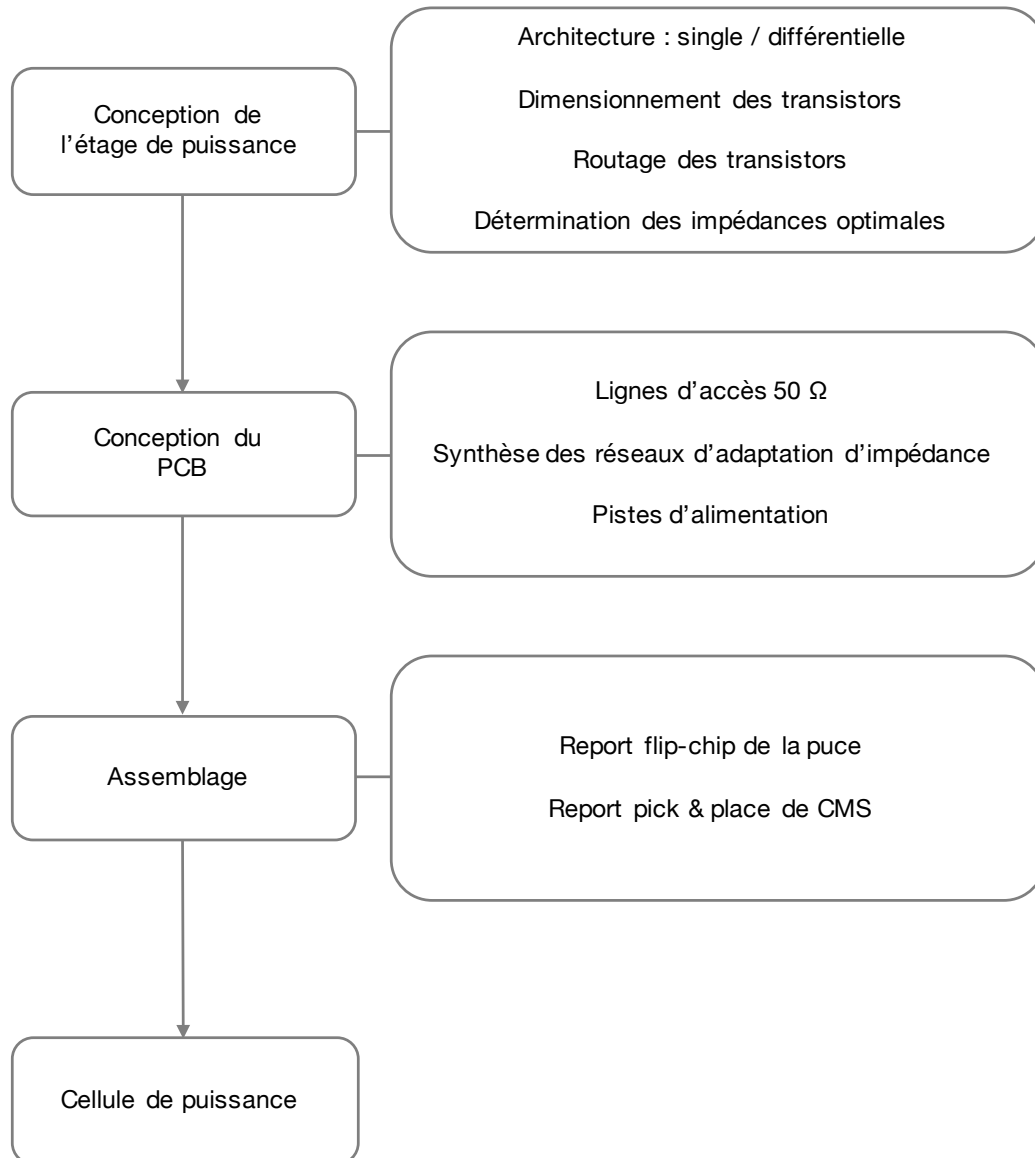 Conception de
l’étage de puissance
Architecture : single / différentielle
Dimensionnement des transistors
Routage des transistors
Détermination des impédances optimales
Conception du
PCB
Lignes d’accès 50 Ω
Synthèse des réseaux d’adaptation d’impédance
Pistes d’alimentation
Assemblage
Report flip-chip de la puce
Report pick & place de CMS
Cellule de puissance